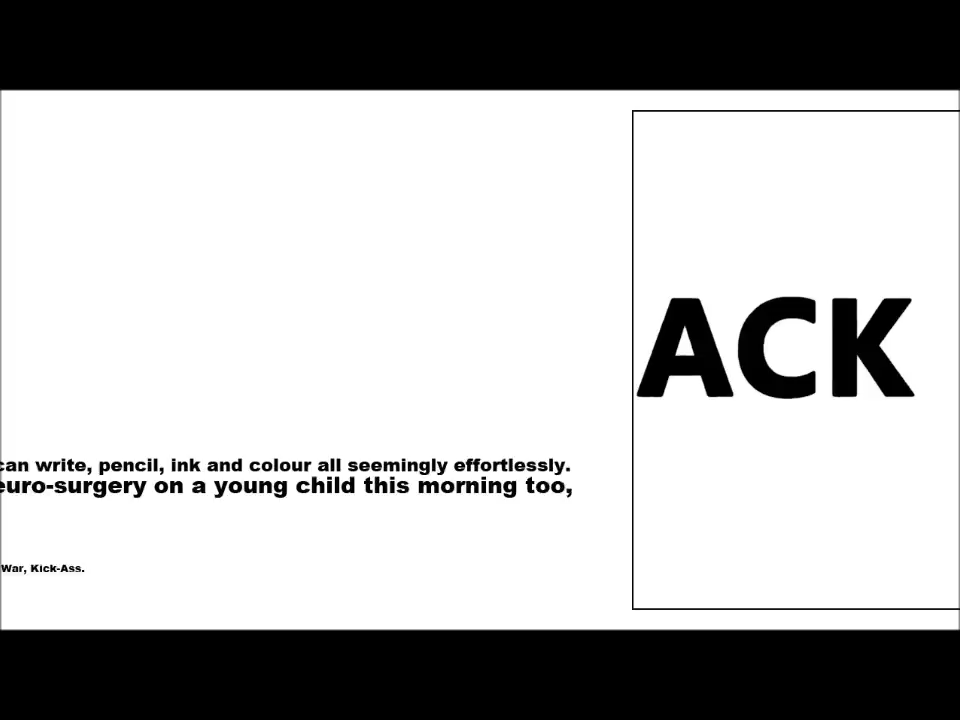 ACK
can write, pencil, ink and colour all seemingly effortlessly.
euro-surgery on a young child this morning too,
War, Kick-Ass.